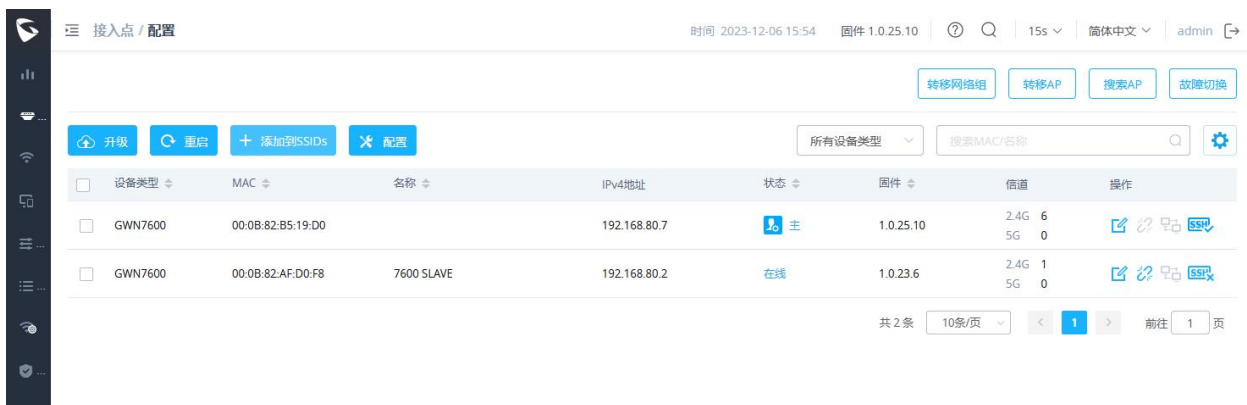 接入点 / 配置 时间 2023-12-06 15:54 固件 1.0.25.10 15s 简体中文 admin
转移网络组 转移AP 搜索AP 故障切换
升级 重启 添加到SSIDs 配置 所有设备类型 搜索MAC/名称
设备类型 MAC 名称 IPv4地址 状态 固件 信道 操作
GWN7600 00:0B:82:B5:19:D0 192.168.80.7 主 1.0.25.10 2.4G 6 SSH
5G 0
GWN7600 00:0B:82:AF:D0:F8 7600 SLAVE 192.168.80.2 在线 1.0.23.6 2.4G 1 SSH
5G 0
共 2 条 10条/页 1 前往 1 页